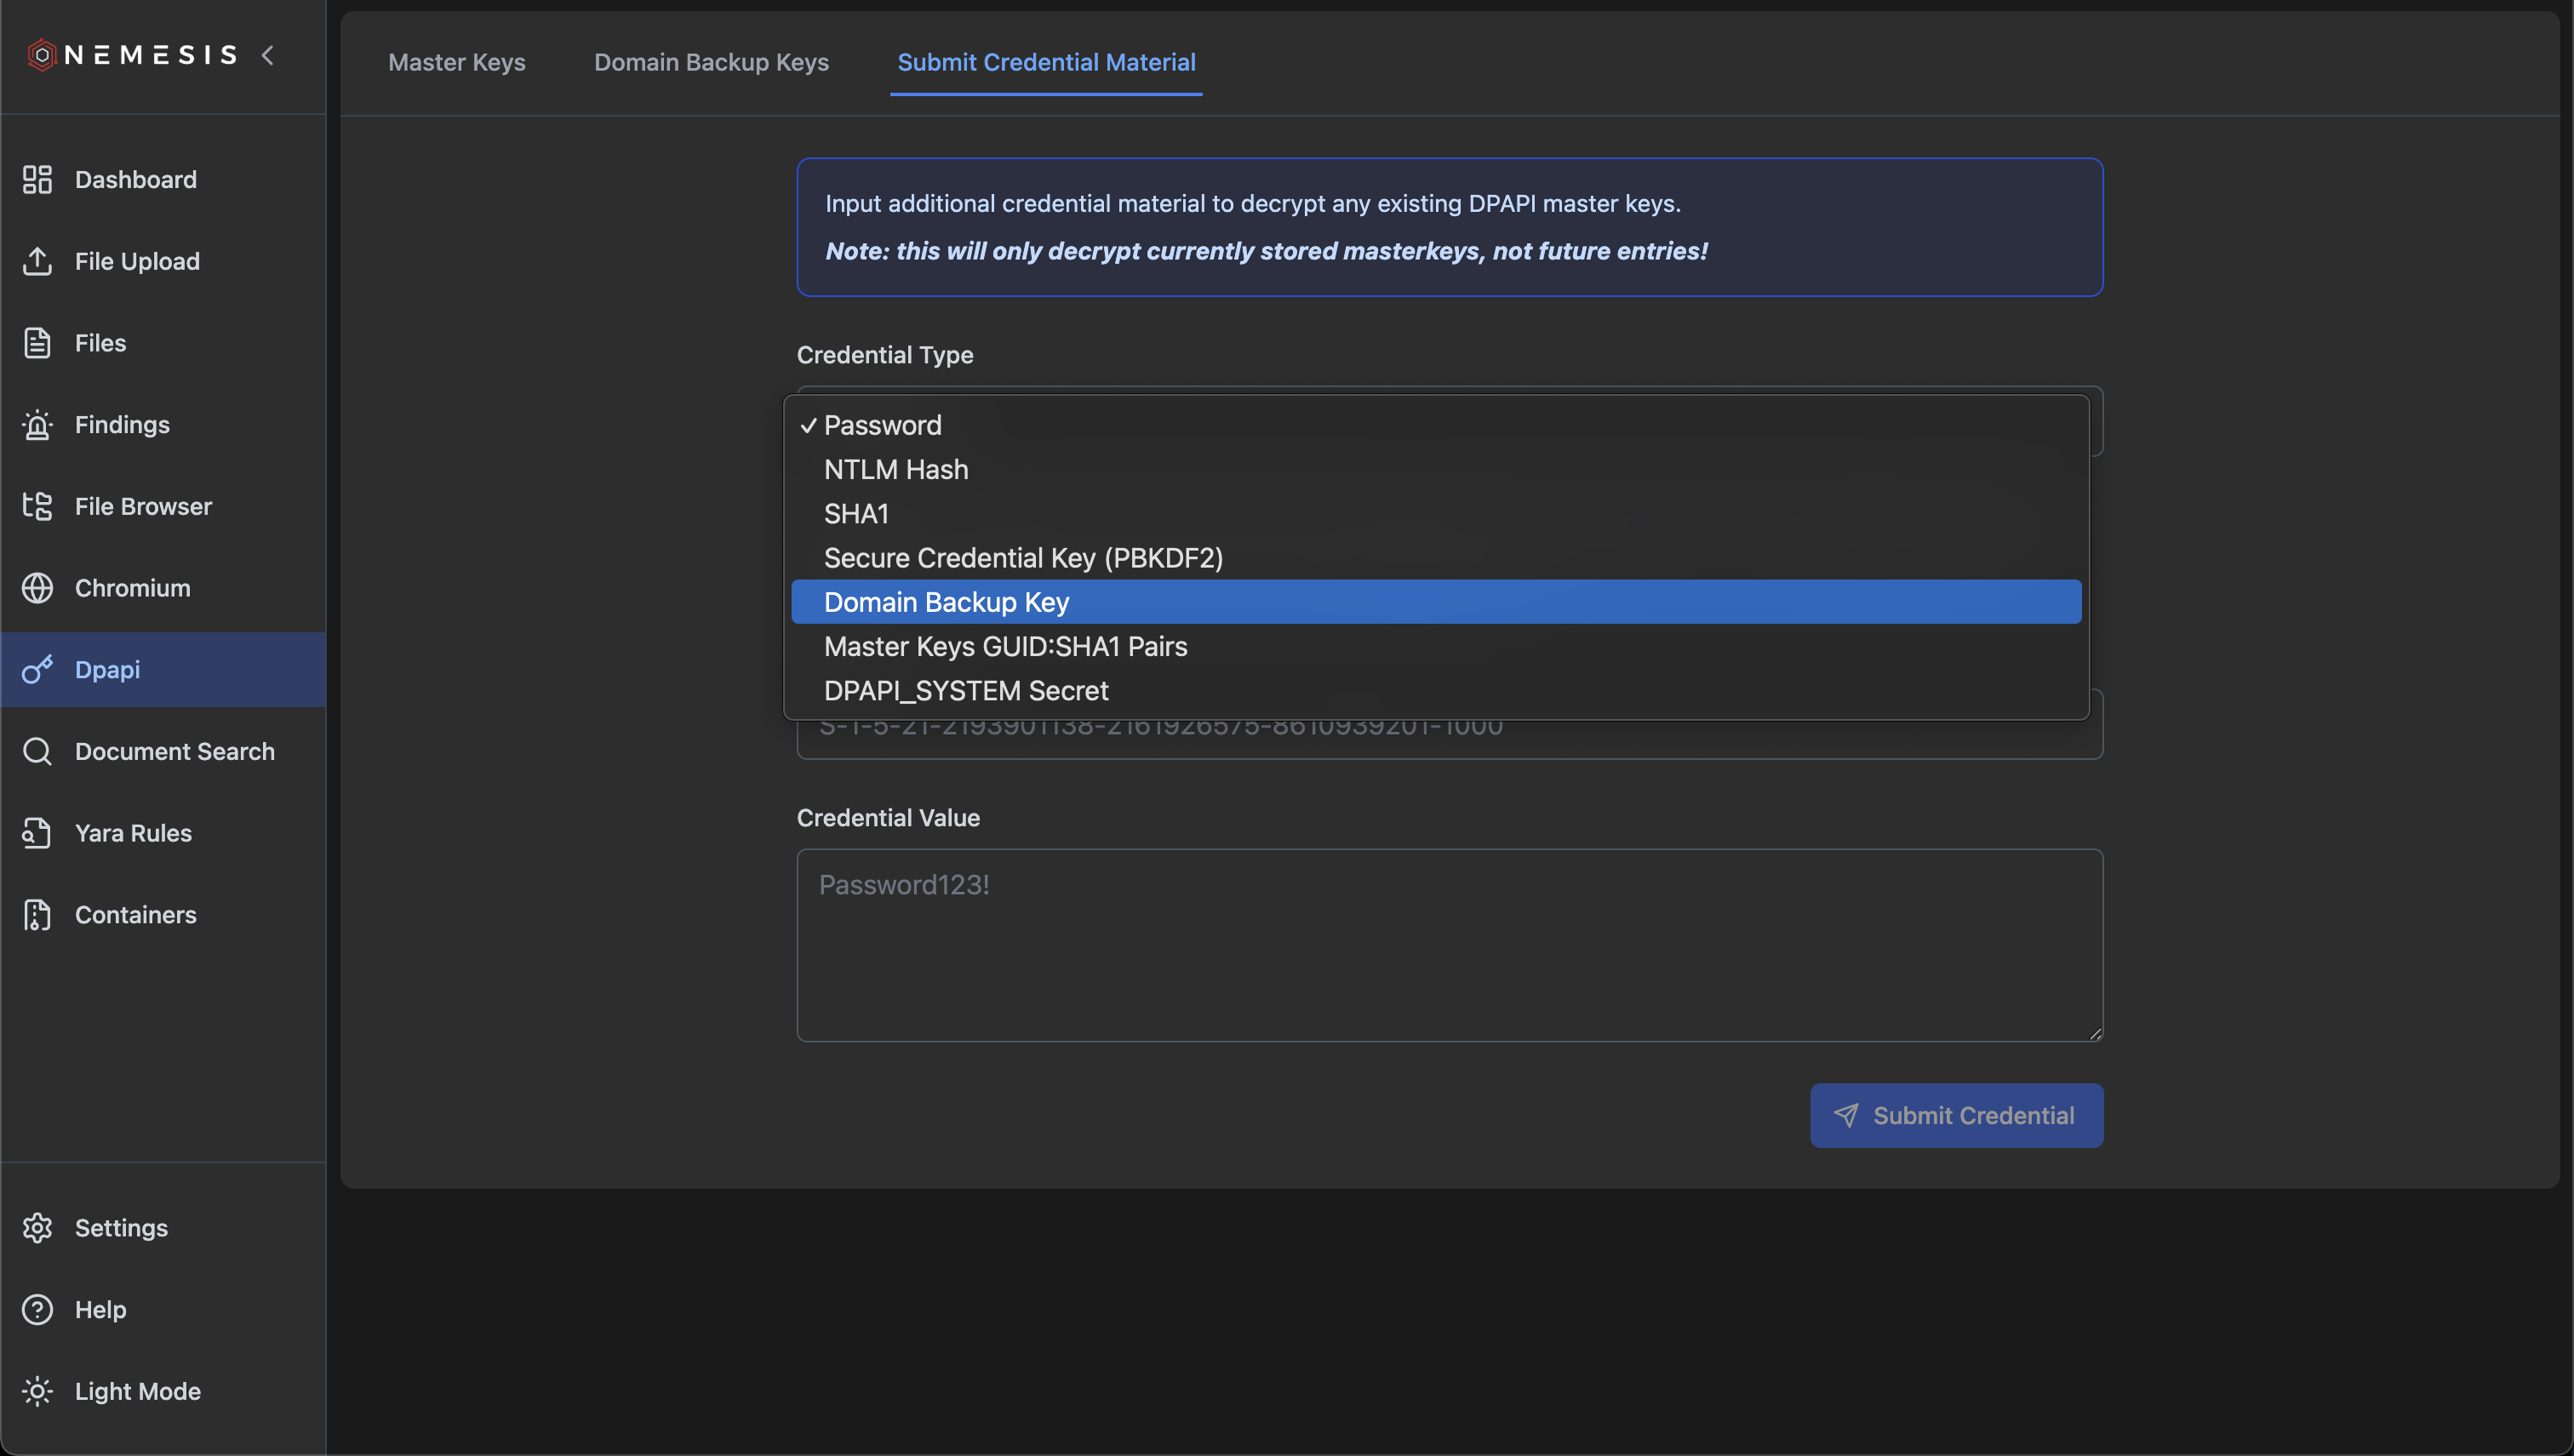 NEMESIS
Dashboard
File Upload
Files
Findings
File Browser
Chromium
Dpapi
Document Search
Yara Rules
Containers
Settings
Help
Light Mode
Master Keys
Domain Backup Keys
Submit Credential Material
Input additional credential material to decrypt any existing DPAPI master keys.
Note: this will only decrypt currently stored masterkeys, not future entries!
Credential Type
✓ Password
NTLM Hash
SHA1
Secure Credential Key (PBKDF2)
Domain Backup Key
Master Keys GUID:SHA1 Pairs
DPAPI_SYSTEM Secret
S-1-5-21-2193901138-2161926575-8610939201-1000
Credential Value
Password123!
Submit Credential